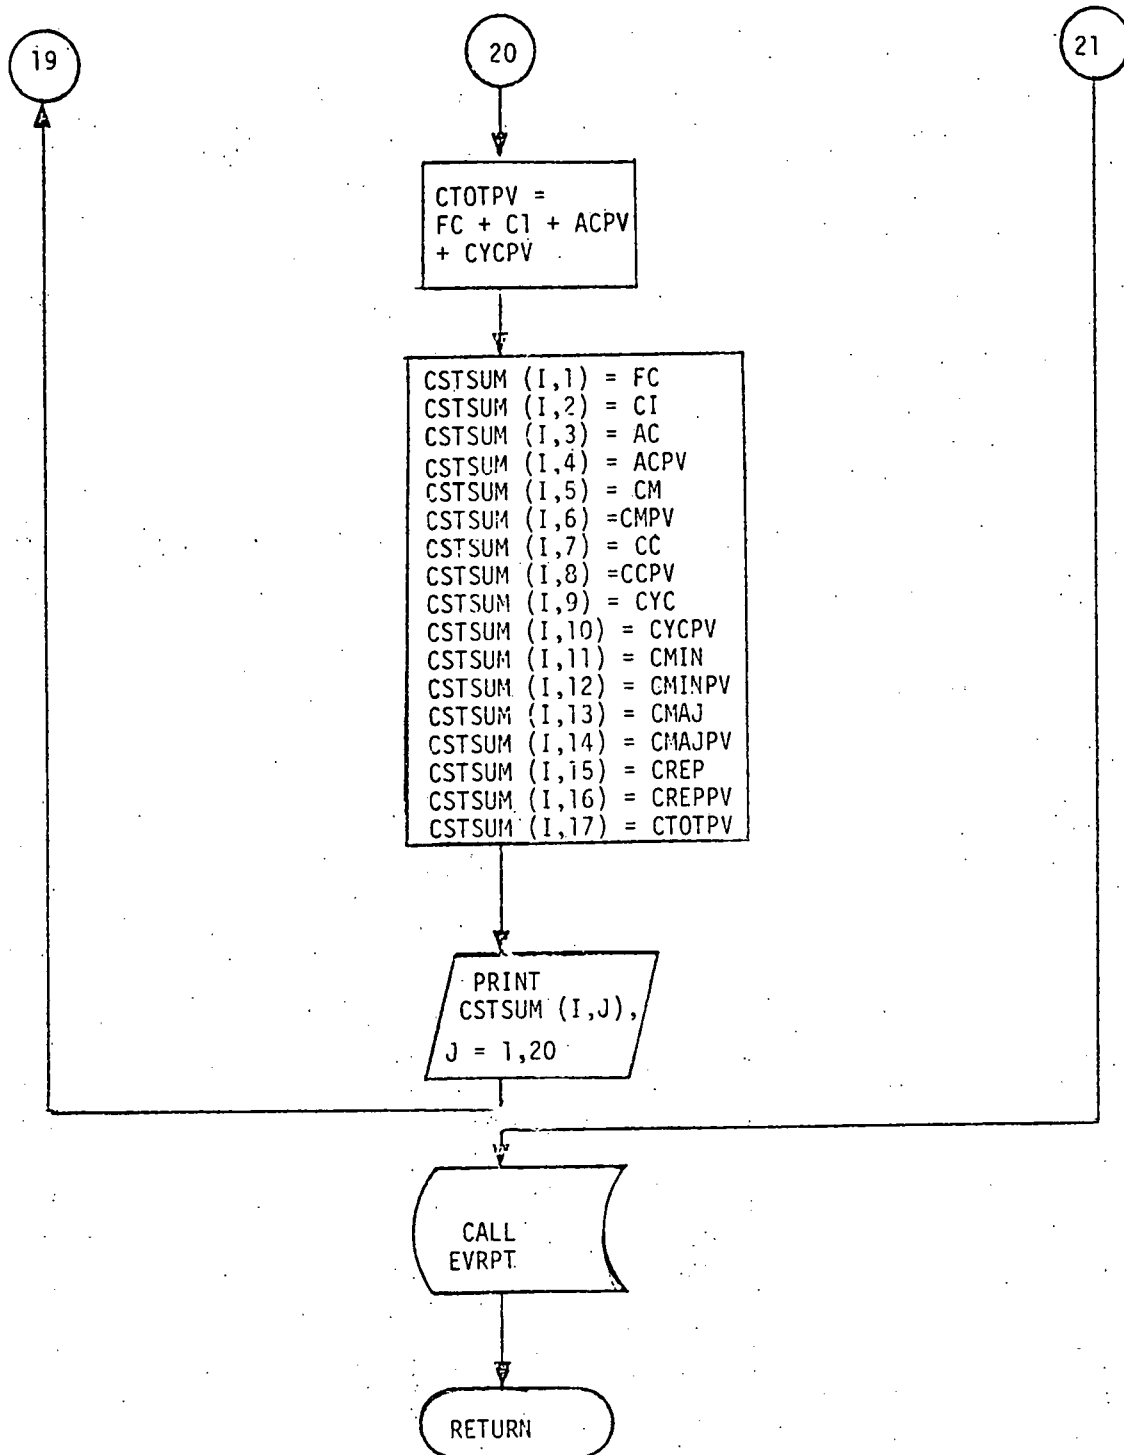 19
20
21
CTOTPV =
FC + C1 + ACPV
+ CYCPV
CSTSUM (I,1) = FC
CSTSUM (I,2) = CI
CSTSUM (I,3) = AC
CSTSUM (I,4) = ACPV
CSTSUM (I,5) = CM
CSTSUM (I,6) =CMPV
CSTSUM (I,7) = CC
CSTSUM (I,8) =CCPV
CSTSUM (I,9) = CYC
CSTSUM (I,10) = CYCPV
CSTSUM (I,11) = CMIN
CSTSUM (I,12) = CMINPV
CSTSUM (I,13) = CMAJ
CSTSUM (I,14) = CMAJPV
CSTSUM (I,15) = CREP
CSTSUM (I,16) = CREPPV
CSTSUM (I,17) = CTOTPV
PRINT
CSTSUM (I,J),
J = 1,20
CALL
EVRPT
RETURN